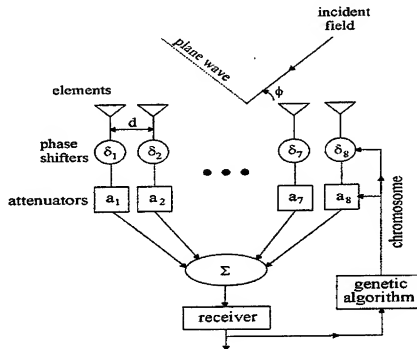 incident
field
plane wave
ϕ
elements
d
phase
shifters
δ1 δ2 δ7 δ8
attenuators
a1 a2 a7 a8
chromosome
Σ
genetic
algorithm
receiver